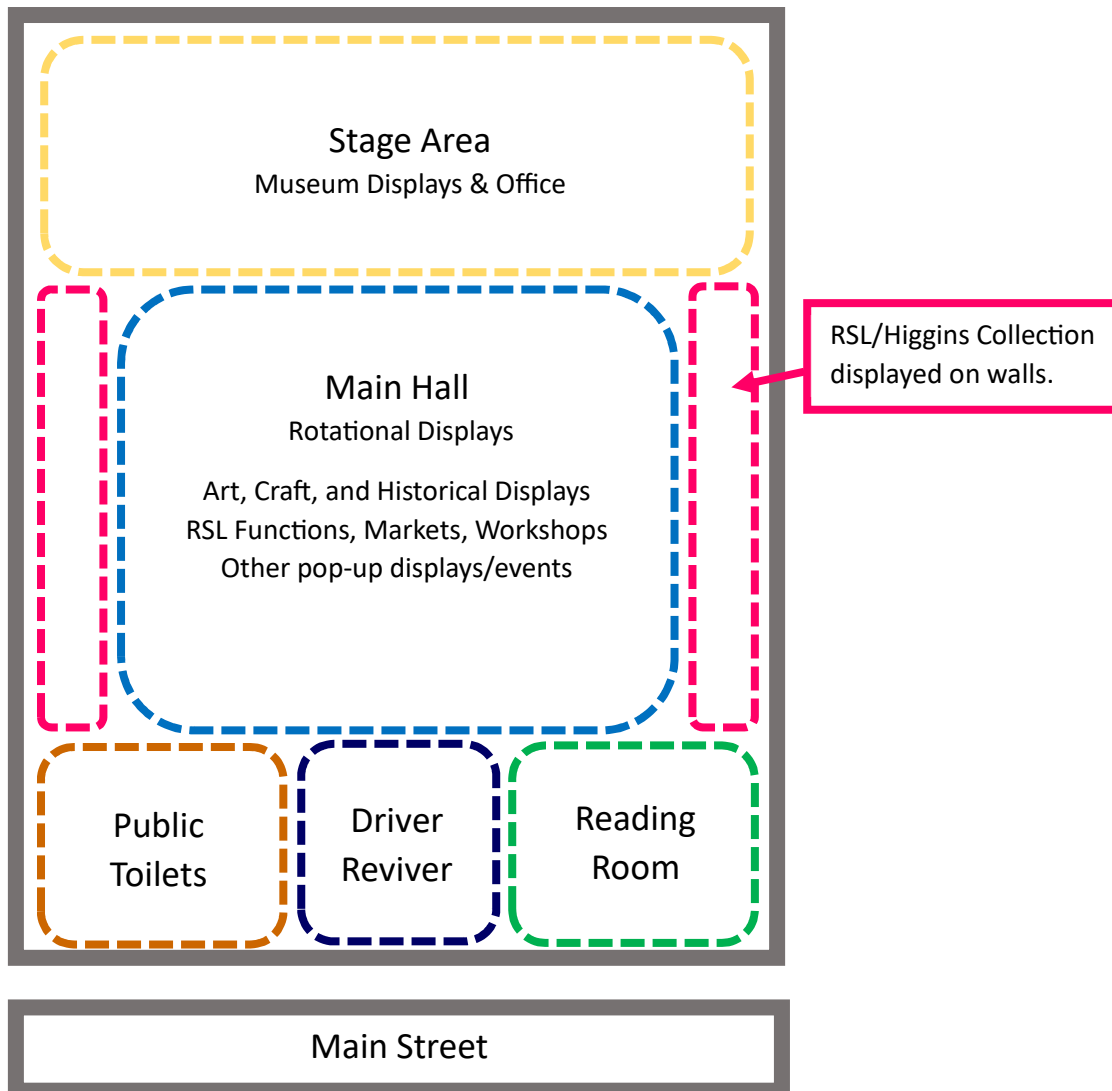 Stage Area
Museum Displays & Office
RSL/Higgins Collection
displayed on walls.
Main Hall
Rotational Displays
Art, Craft, and Historical Displays
RSL Functions, Markets, Workshops
Other pop-up displays/events
Public
Toilets
Driver
Reviver
Reading
Room
Main Street